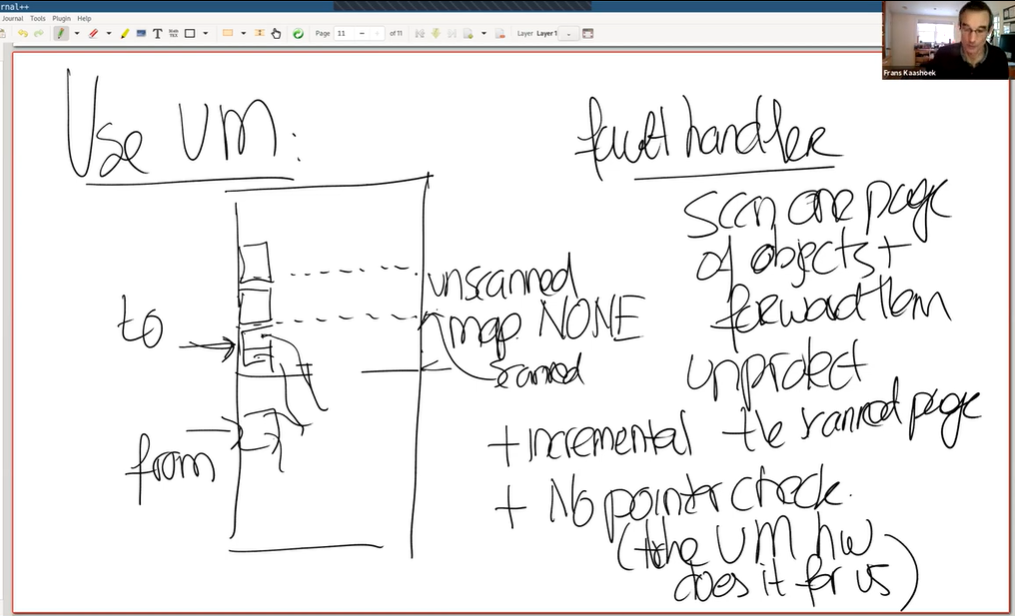 rnal++
Journal Tools Plugin Help
Page 11 of 11 Layer Layer 1
Frans Kaashoek
Use VM:
fault handler
scan one page
of objects +
forward them
unprotect
the scanned page
unscanned
map NONE
scanned
to
from
+ Incremental
+ No pointer check.
(the VM hw
does it for us)